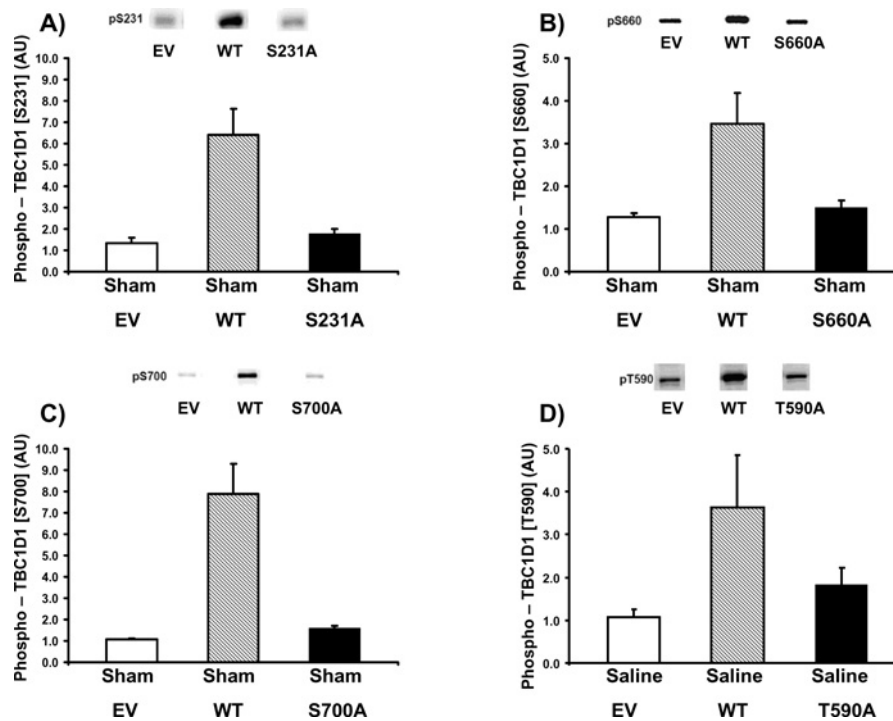 A)
pS231
EV WT S231A
Phospho – TBC1D1 [S231] (AU)
10.0
9.0
8.0
7.0
6.0
5.0
4.0
3.0
2.0
1.0
0.0
Sham Sham Sham
EV WT S231A
B)
pS660
EV WT S660A
Phospho – TBC1D1 [S660] (AU)
5.0
4.0
3.0
2.0
1.0
0.0
Sham Sham Sham
EV WT S660A
C)
pS700
EV WT S700A
Phospho – TBC1D1 [S700] (AU)
10.0
9.0
8.0
7.0
6.0
5.0
4.0
3.0
2.0
1.0
0.0
Sham Sham Sham
EV WT S700A
D)
pT590
EV WT T590A
Phospho – TBC1D1 [T590] (AU)
5.0
4.0
3.0
2.0
1.0
0.0
Saline Saline Saline
EV WT T590A